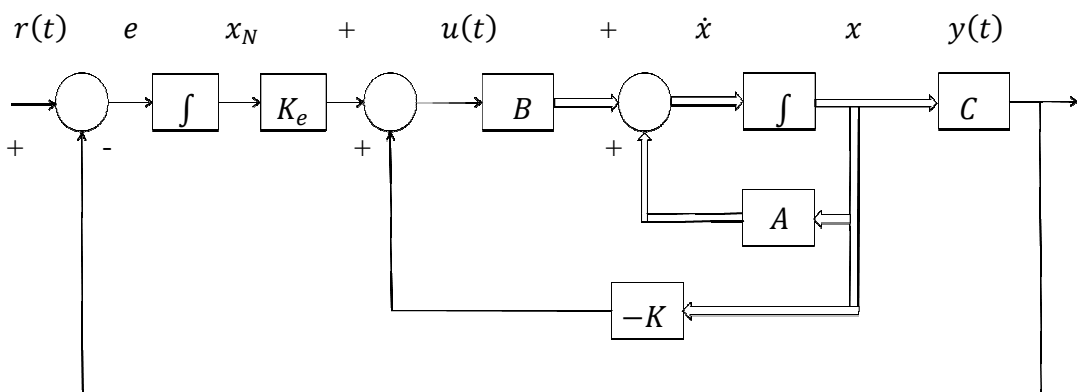 r(t) e x_N + u(t) + ẋ x y(t)
∫ K_e B ∫ C
+ - + +
A
−K